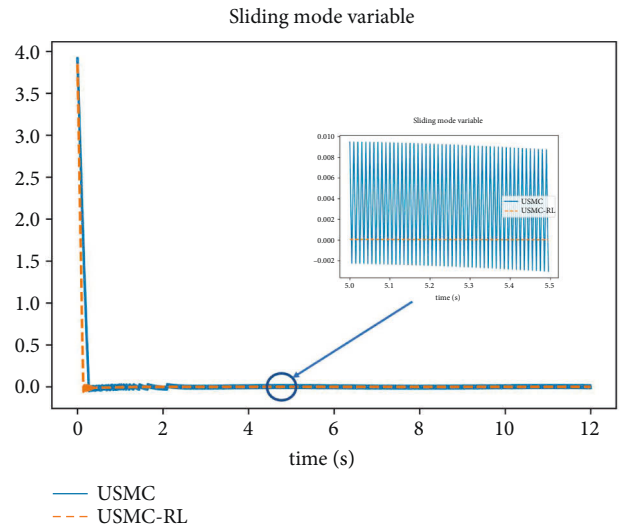 Sliding mode variable
4.0
3.5
3.0
2.5
2.0
1.5
1.0
0.5
0.0
0 2 4 6 8 10 12
time (s)
Sliding mode variable
0.010
0.008
0.006
0.004
0.002
0.000
−0.002
5.0 5.1 5.2 5.3 5.4 5.5
time (s)
USMC
USMC-RL
USMC
USMC-RL